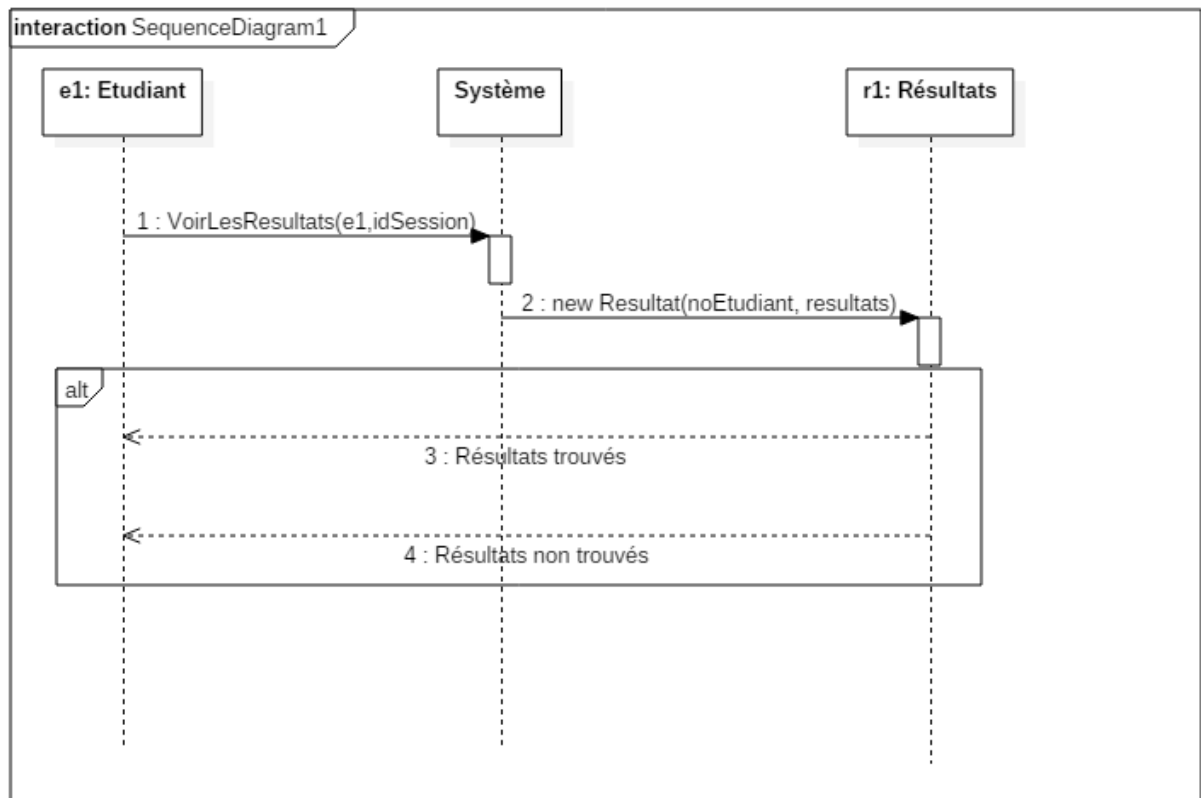 interaction SequenceDiagram1
e1: Etudiant
Système
r1: Résultats
1 : VoirLesResultats(e1,idSession)
2 : new Resultat(noEtudiant, resultats)
alt
3 : Résultats trouvés
4 : Résultats non trouvés